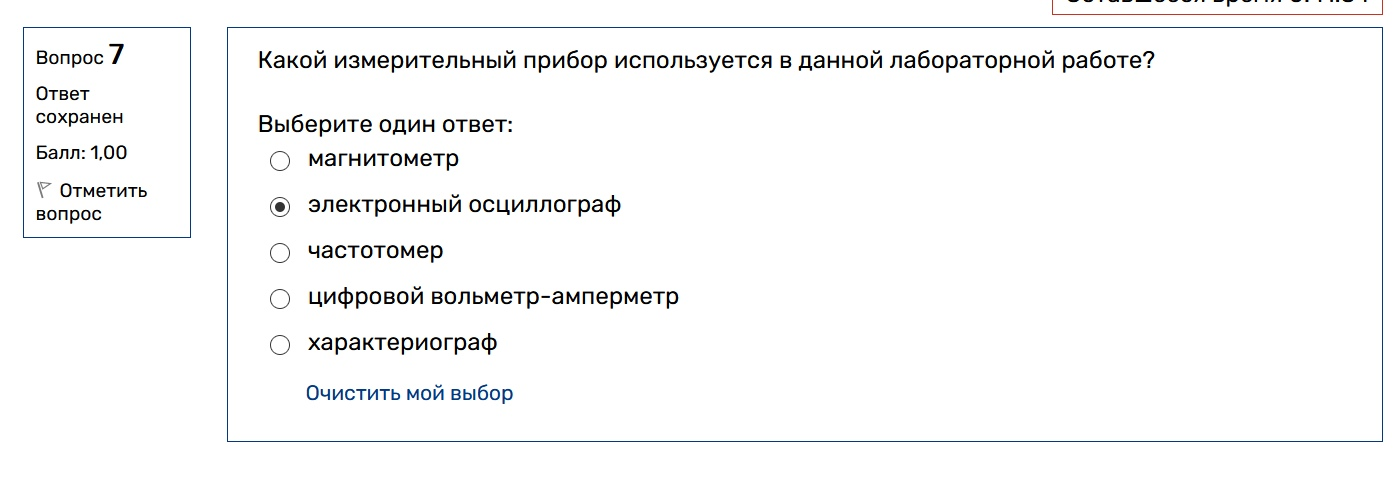 Вопрос 7
Ответ
сохранен
Балл: 1,00
Отметить
вопрос
Какой измерительный прибор используется в данной лабораторной работе?
Выберите один ответ:
магнитометр
электронный осциллограф
частотомер
цифровой вольметр-амперметр
характериограф
Очистить мой выбор